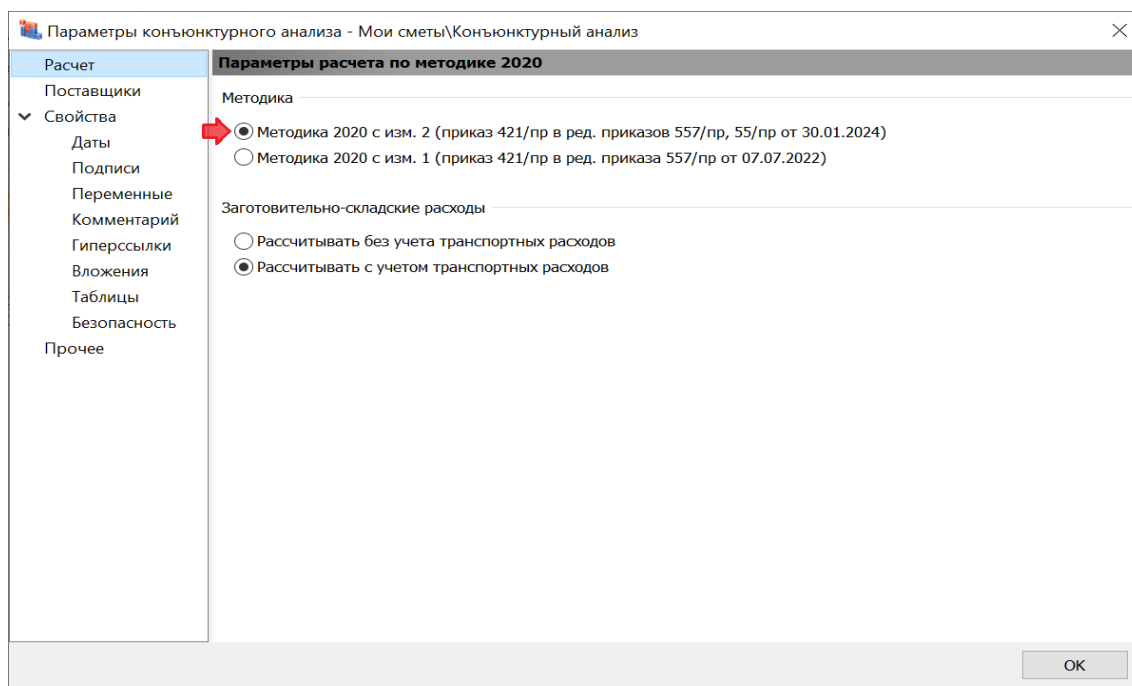 Параметры конъюнктурного анализа - Мои сметы\Конъюнктурный анализ
Расчет
Поставщики
Свойства
Даты
Подписи
Переменные
Комментарий
Гиперссылки
Вложения
Таблицы
Безопасность
Прочее
Параметры расчета по методике 2020
Методика
Методика 2020 с изм. 2 (приказ 421/пр в ред. приказов 557/пр, 55/пр от 30.01.2024)
Методика 2020 с изм. 1 (приказ 421/пр в ред. приказа 557/пр от 07.07.2022)
Заготовительно-складские расходы
Рассчитывать без учета транспортных расходов
Рассчитывать с учетом транспортных расходов
OK